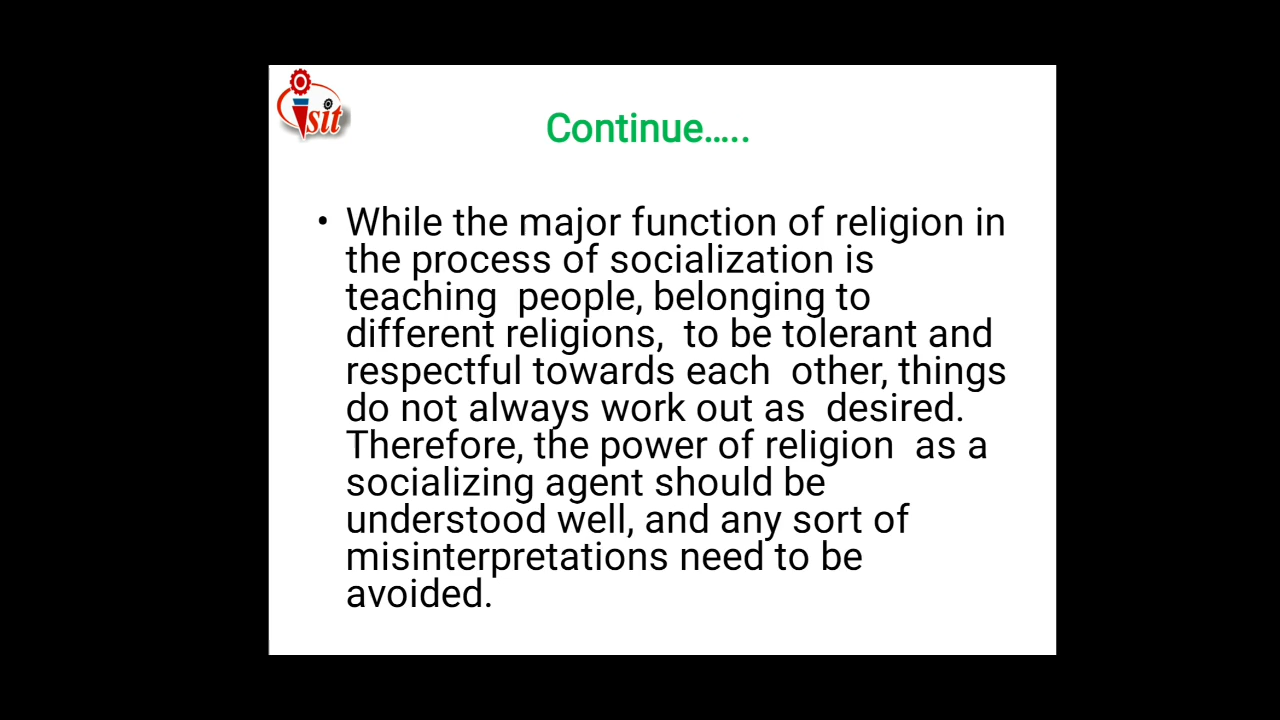 isit
Continue…..
• While the major function of religion in
the process of socialization is
teaching  people, belonging to
different religions,  to be tolerant and
respectful towards each  other, things
do not always work out as  desired.
Therefore, the power of religion  as a
socializing agent should be
understood well, and any sort of
misinterpretations need to be
avoided.